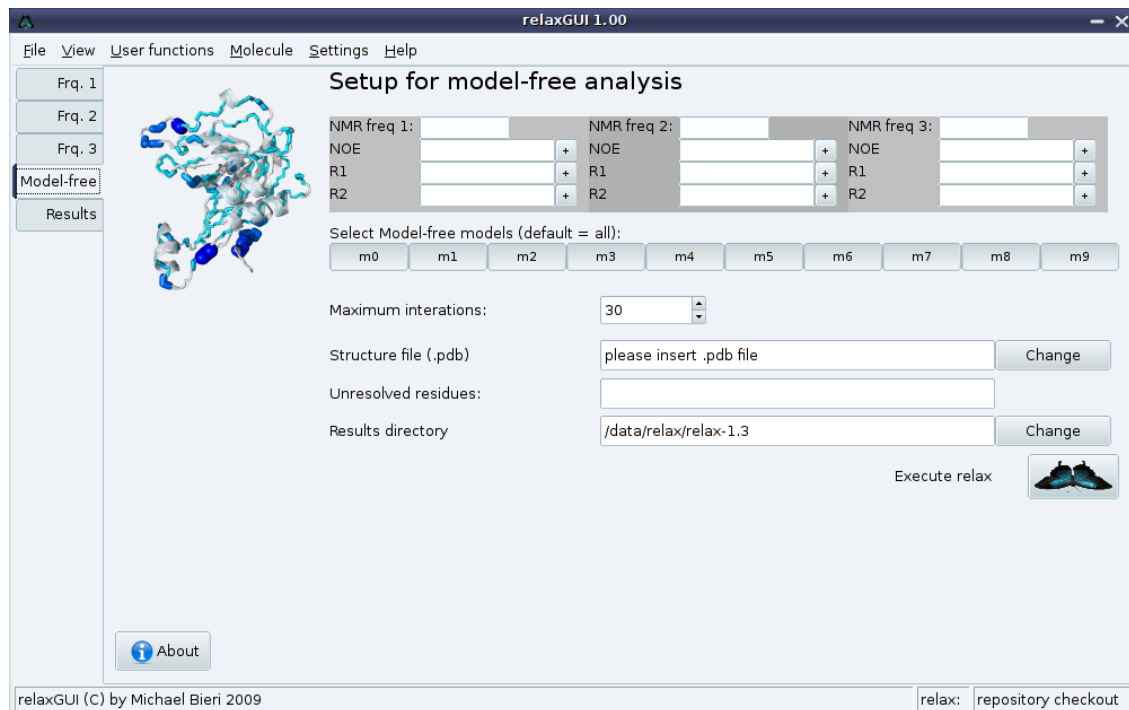 relaxGUI 1.00
File View User functions Molecule Settings Help
Frq. 1
Frq. 2
Frq. 3
Model-free
Results
Setup for model-free analysis
NMR freq 1: NMR freq 2: NMR freq 3:
NOE + NOE + NOE +
R1 + R1 + R1 +
R2 + R2 + R2 +
Select Model-free models (default = all):
m0 m1 m2 m3 m4 m5 m6 m7 m8 m9
Maximum interations: 30
Structure file (.pdb) please insert .pdb file Change
Unresolved residues:
Results directory /data/relax/relax-1.3 Change
Execute relax
About
relaxGUI (C) by Michael Bieri 2009 relax: repository checkout